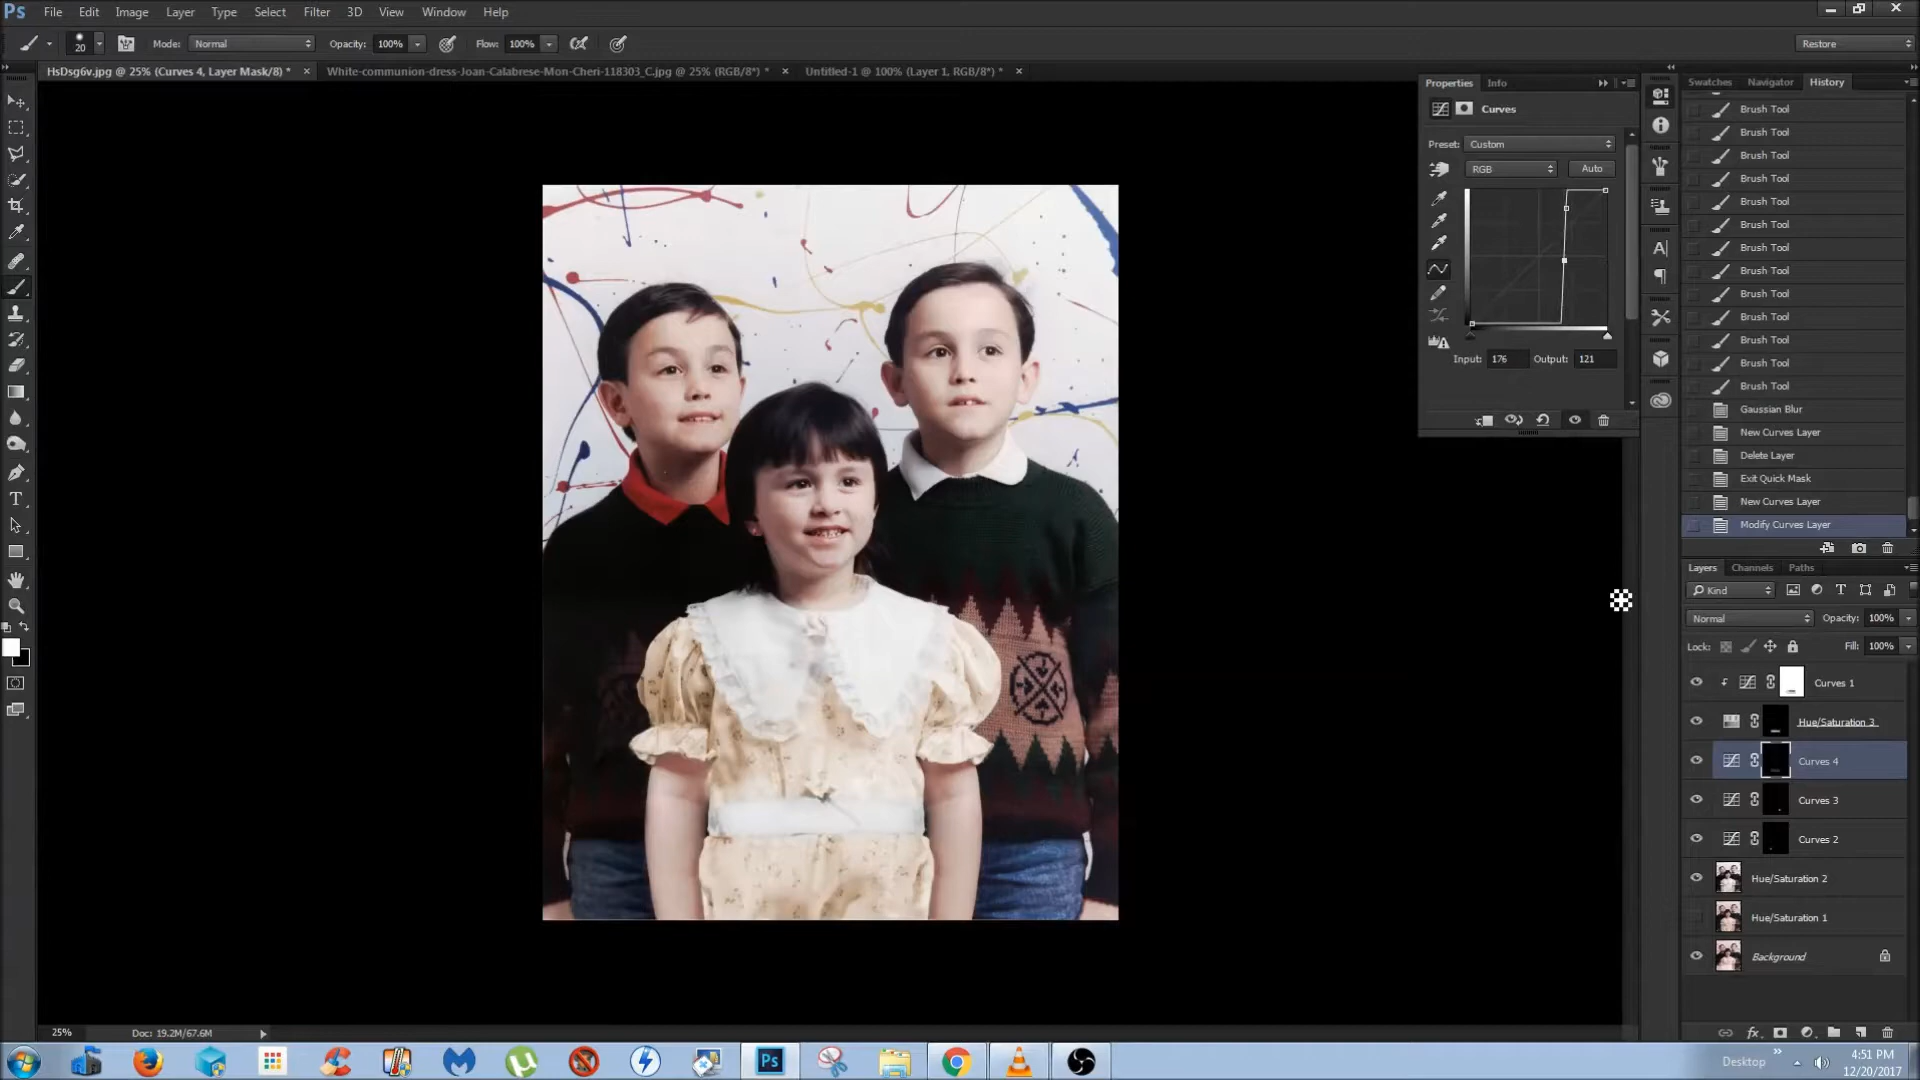 Ps File Edit Image Layer Type Select Filter 3D View Window Help
20 Mode: Normal Opacity: 100% Flow: 100% Restore
HsDsg6v.jpg @ 25% (Curves 4, Layer Mask/8) * × White-communion-dress-Joan-Calabrese-Mon-Cheri-118303_C.jpg @ 25% (RGB/8*) * × Untitled-1 @ 100% (Layer 1, RGB/8*) * ×
Properties Info
Curves
Preset: Custom
RGB Auto
Input: 176 Output: 121
Swatches Navigator History
Brush Tool
Brush Tool
Brush Tool
Brush Tool
Brush Tool
Brush Tool
Brush Tool
Brush Tool
Brush Tool
Brush Tool
Brush Tool
Brush Tool
Brush Tool
Gaussian Blur
New Curves Layer
Delete Layer
Exit Quick Mask
New Curves Layer
Modify Curves Layer
Layers Channels Paths
Kind
Normal Opacity: 100%
Lock: Fill: 100%
Curves 1
Hue/Saturation 3
Curves 4
Curves 3
Curves 2
Hue/Saturation 2
Hue/Saturation 1
Background
25% Doc: 19.2M/67.6M
Ps
Desktop
4:51 PM
12/20/2017